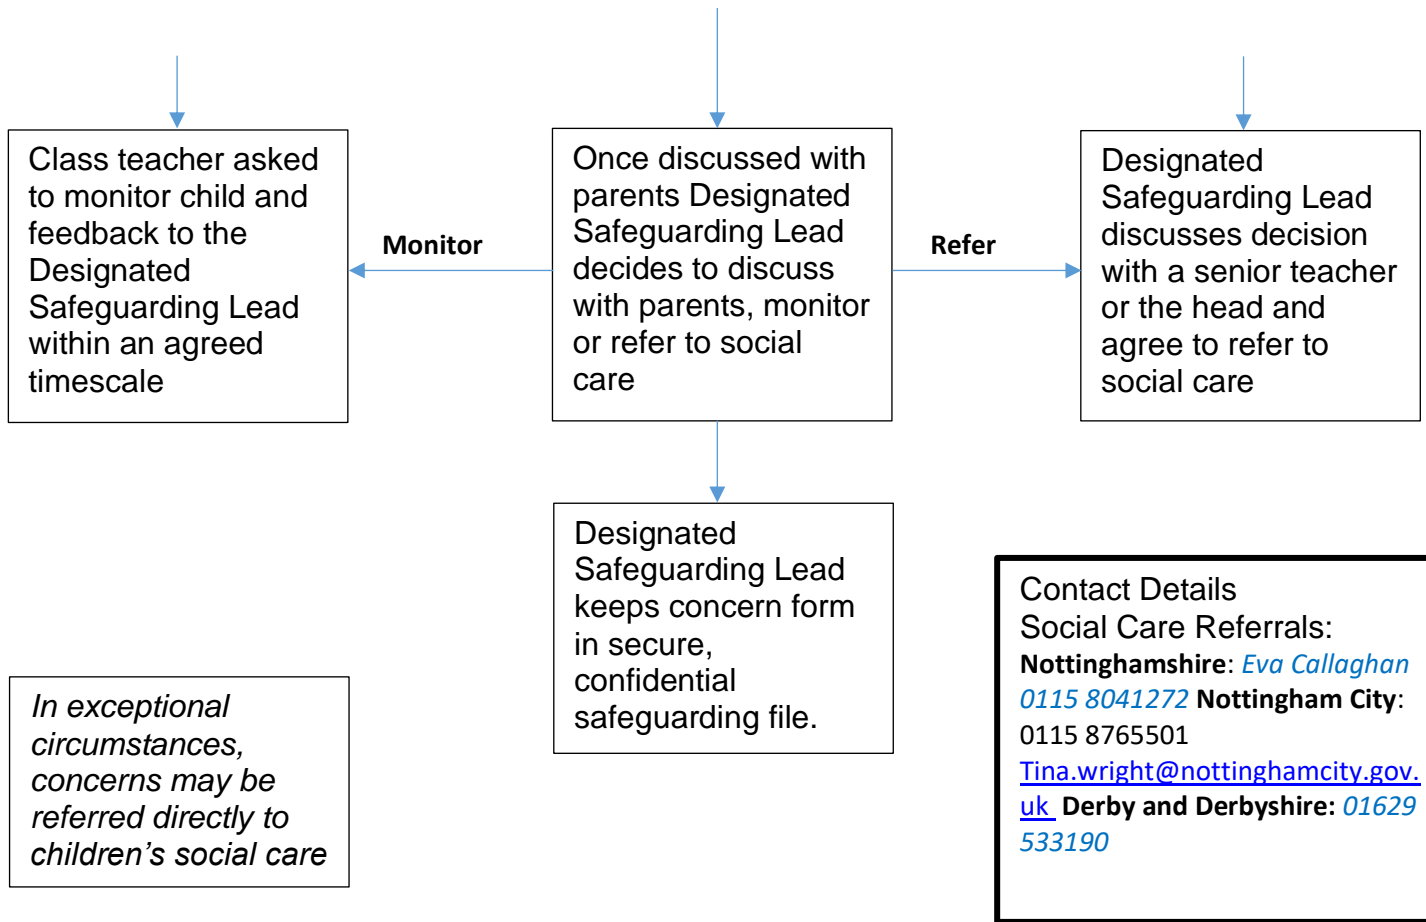 Class teacher asked
to monitor child and
feedback to the
Designated
Safeguarding Lead
within an agreed
timescale
Monitor
Once discussed with
parents Designated
Safeguarding Lead
decides to discuss
with parents, monitor
or refer to social
care
Refer
Designated
Safeguarding Lead
discusses decision
with a senior teacher
or the head and
agree to refer to
social care
Designated
Safeguarding Lead
keeps concern form
in secure,
confidential
safeguarding file.
In exceptional
circumstances,
concerns may be
referred directly to
children’s social care
Contact Details
Social Care Referrals:
Nottinghamshire: Eva Callaghan
0115 8041272 Nottingham City:
0115 8765501
Tina.wright@nottinghamcity.gov.
uk Derby and Derbyshire: 01629
533190